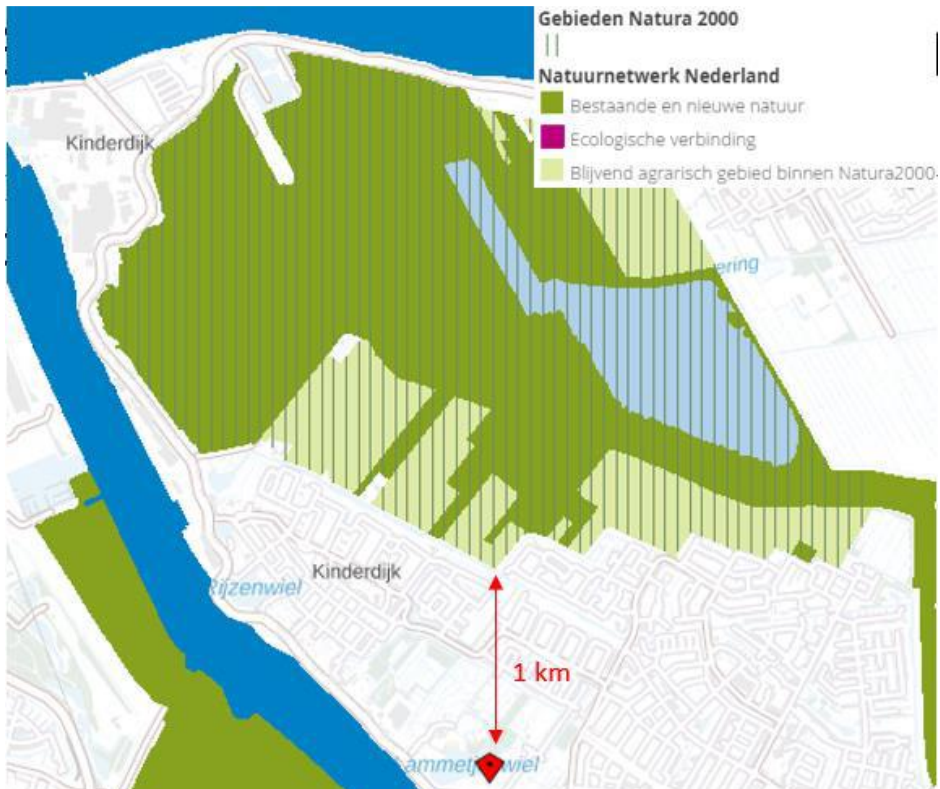 Gebieden Natura 2000
Natuurnetwerk Nederland
Bestaande en nieuwe natuur
Ecologische verbinding
Blijvend agrarisch gebied binnen Natura2000-
Kinderdijk
ering
Kinderdijk
Rijzenwiel
1 km